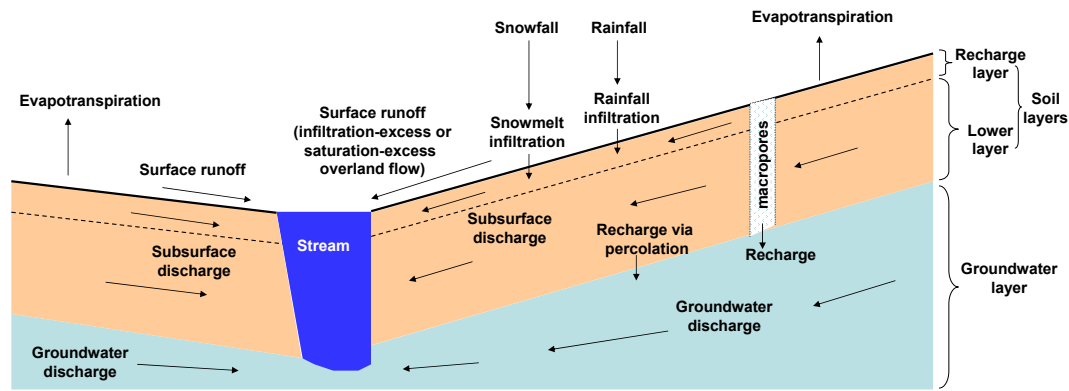 Snowfall
Rainfall
Evapotranspiration
Recharge
layer
Soil
layers
Lower
layer
Evapotranspiration
Surface runoff
(infiltration-excess or
saturation-excess
overland flow)
Snowmelt
infiltration
Rainfall
infiltration
macropores
Surface runoff
Subsurface
discharge
Stream
Subsurface
discharge
Recharge via
percolation
Recharge
Groundwater
layer
Groundwater
discharge
Groundwater
discharge